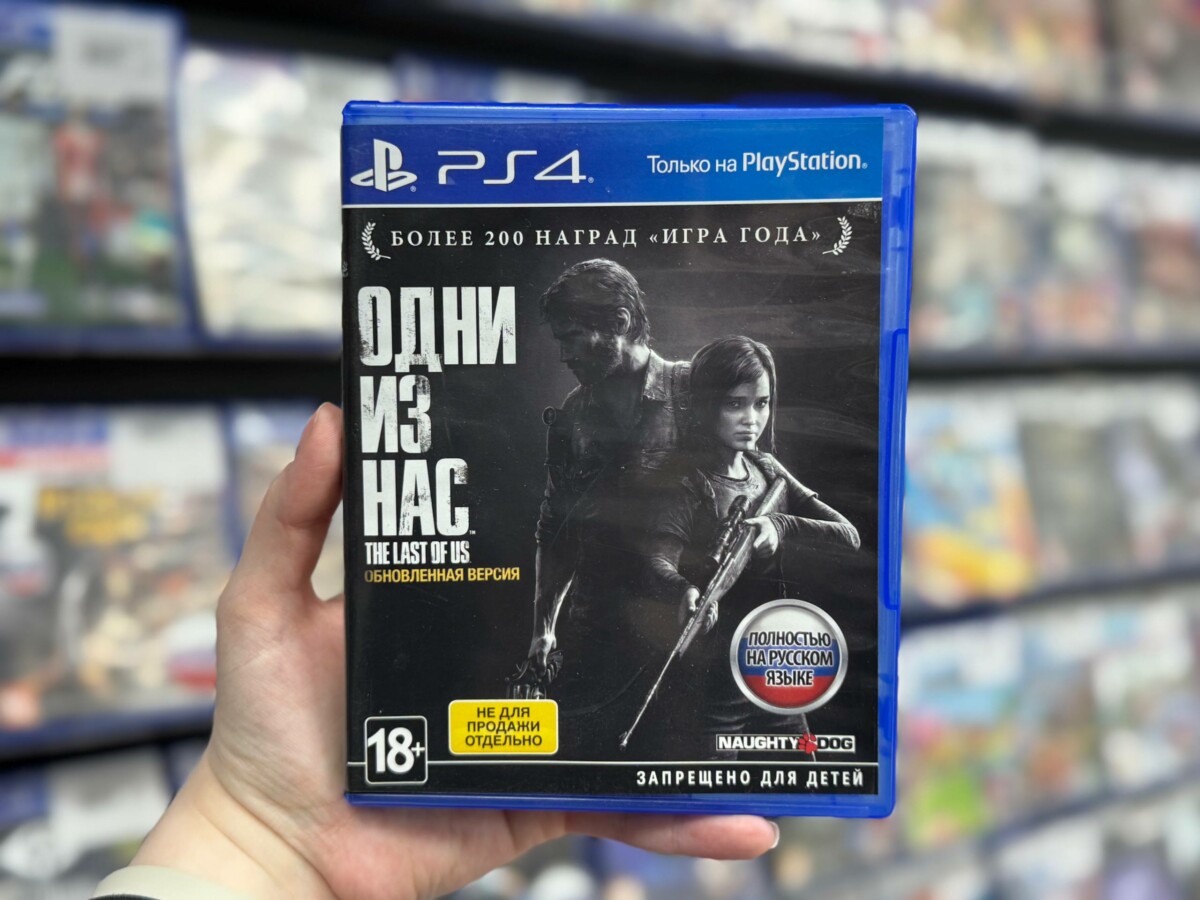 PS4
Только на PlayStation
БОЛЕЕ 200 НАГРАД «ИГРА ГОДА»
ОДНИ
ИЗ
НАС
THE LAST OF US
ОБНОВЛЕННАЯ ВЕРСИЯ
ПОЛНОСТЬЮ
НА РУССКОМ
ЯЗЫКЕ
НЕ ДЛЯ
ПРОДАЖИ
ОТДЕЛЬНО
18+
NAUGHTY DOG
ЗАПРЕЩЕНО ДЛЯ ДЕТЕЙ